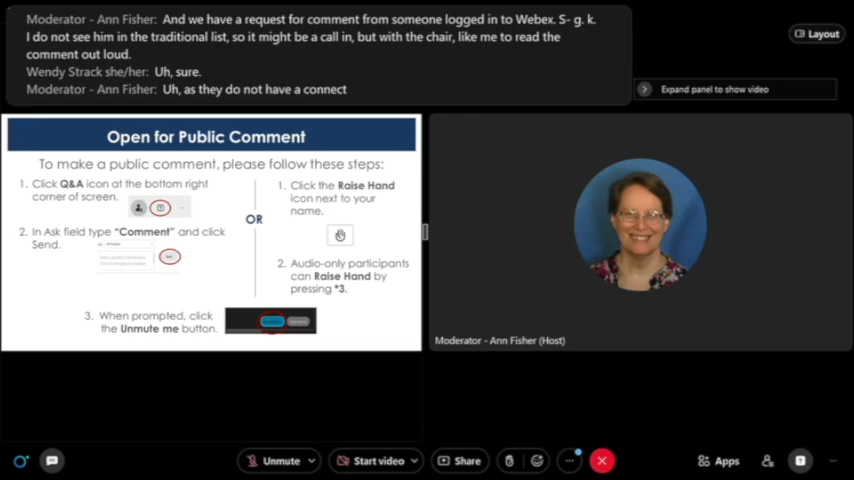 Moderator - Ann Fisher: And we have a request for comment from someone logged in to Webex. S- g. k.
I do not see him in the traditional list, so it might be a call in, but with the chair, like me to read the
comment out loud.
Wendy Strack she/her: Uh, sure.
Moderator - Ann Fisher: Uh, as they do not have a connect
Layout
Expand panel to show video
Open for Public Comment
To make a public comment, please follow these steps:
1. Click Q&A icon at the bottom right
corner of screen.
2. In Ask field type “Comment” and click
Send.
OR
1. Click the Raise Hand
icon next to your
name.
2. Audio-only participants
can Raise Hand by
pressing *3.
3. When prompted, click
the Unmute me button.
Moderator - Ann Fisher (Host)
Unmute
Start video
Share
Apps